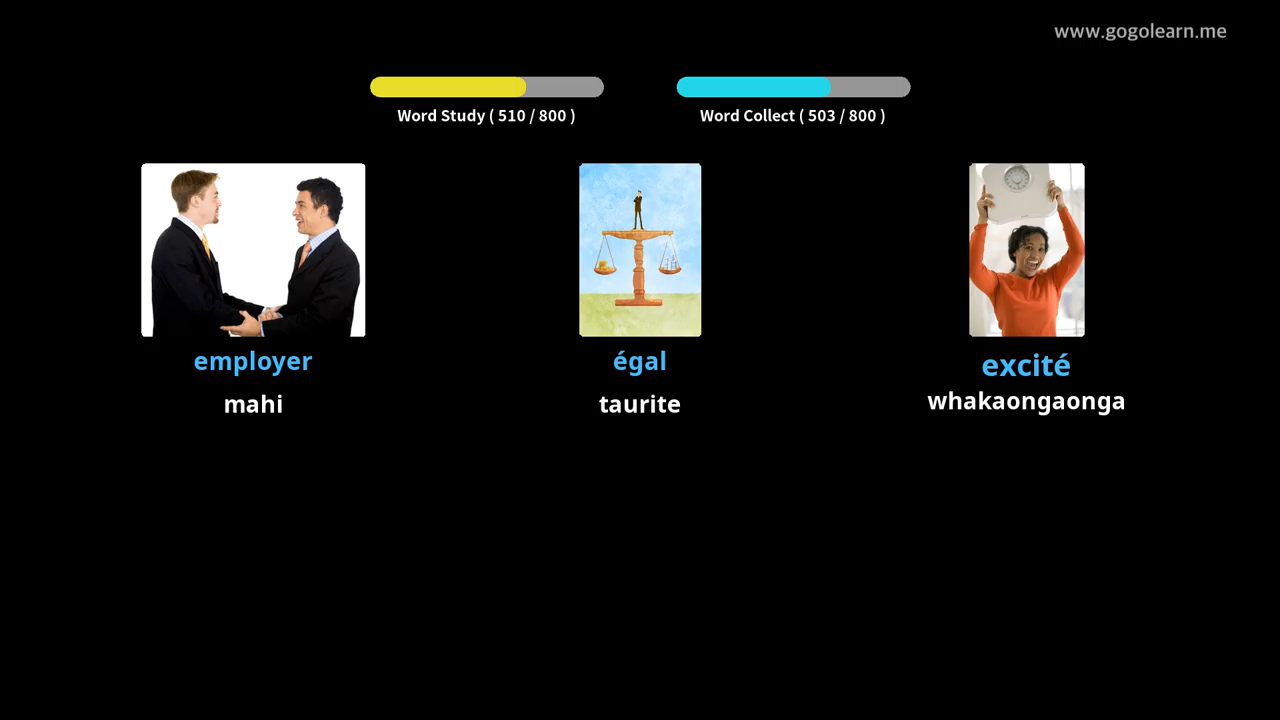 www.gogolearn.me
Word Study ( 510 / 800 )
Word Collect ( 503 / 800 )
employer
mahi
égal
taurite
excité
whakaongaonga